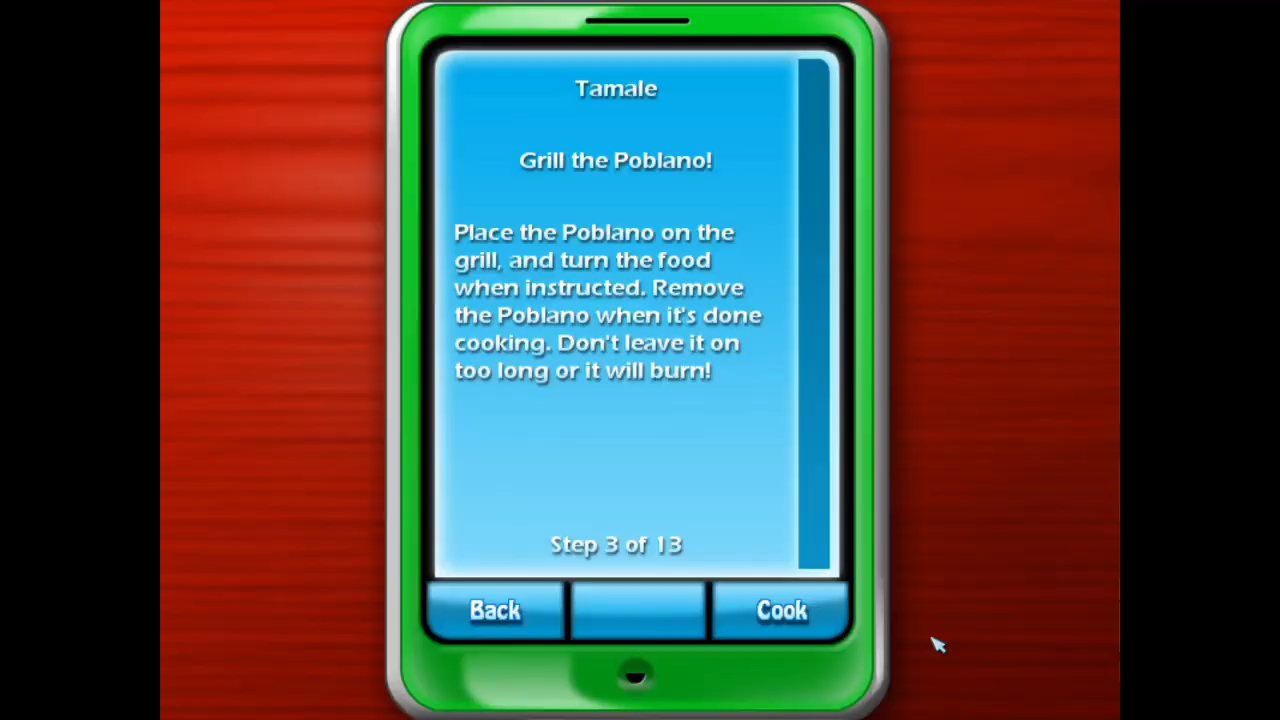 Tamale
Grill the Poblano!
Place the Poblano on the
grill, and turn the food
when instructed. Remove
the Poblano when it's done
cooking. Don't leave it on
too long or it will burn!
Step 3 of 13
Back
Cook